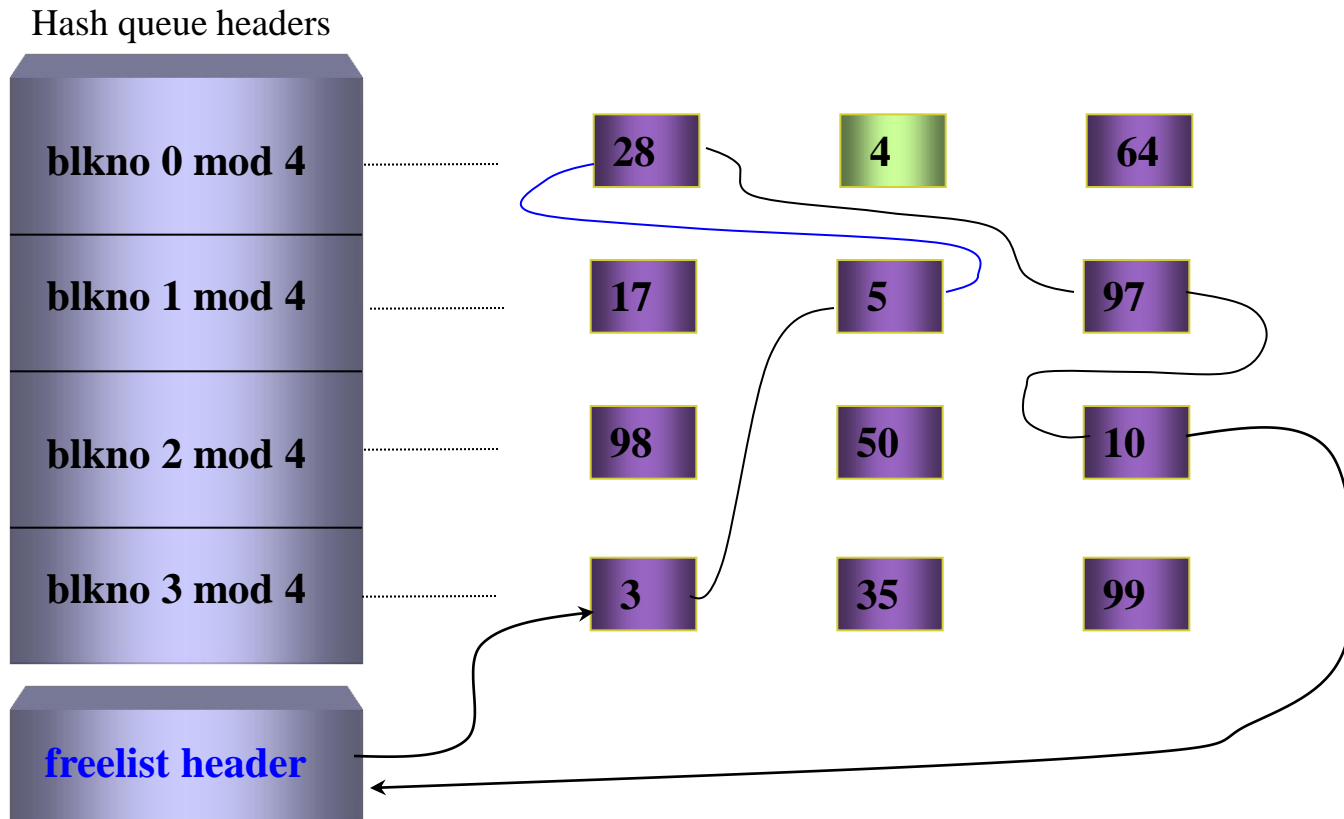 Hash queue headers
blkno 0 mod 4
28
4
64
blkno 1 mod 4
17
5
97
blkno 2 mod 4
98
50
10
blkno 3 mod 4
3
35
99
freelist header